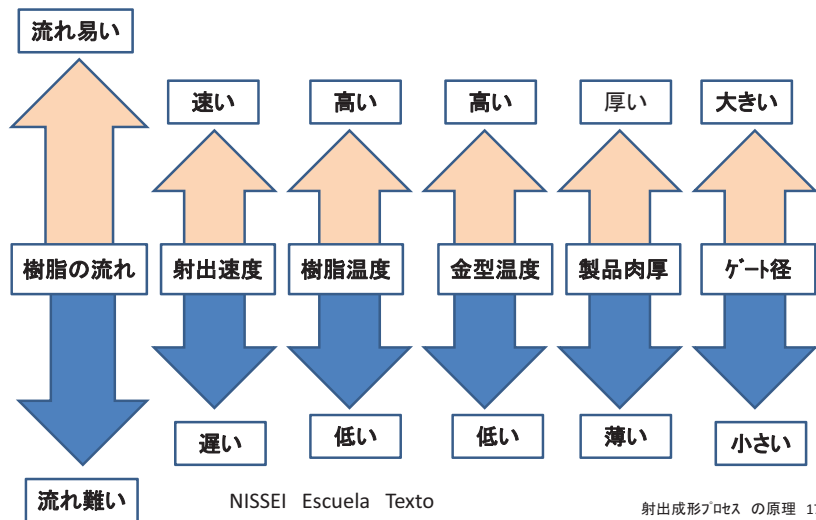 流れ易い
速い
高い
高い
厚い
大きい
樹脂の流れ
射出速度
樹脂温度
金型温度
製品肉厚
ｹﾞｰﾄ径
遅い
低い
低い
薄い
小さい
流れ難い
NISSEI Escuela Texto
射出成形ﾌﾟﾛｾｽ の原理 17